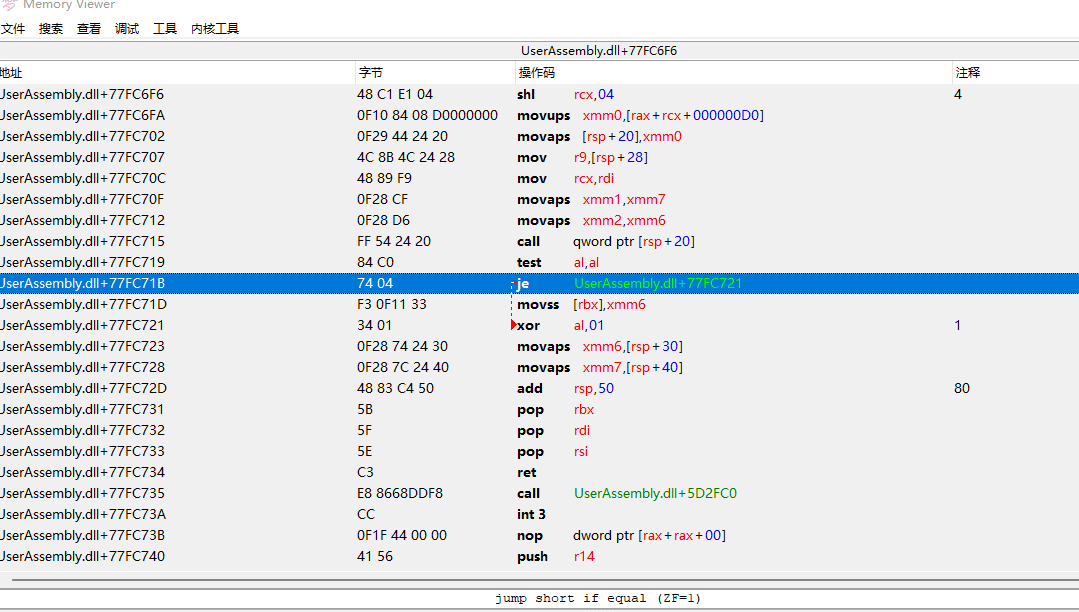 Memory Viewer
文件 搜索 查看 调试 工具 内核工具
UserAssembly.dll+77FC6F6
地址 字节 操作码 注释
UserAssembly.dll+77FC6F6 48 C1 E1 04 shl rcx,04 4
UserAssembly.dll+77FC6FA 0F10 84 08 D0000000 movups xmm0,[rax+rcx+000000D0]
UserAssembly.dll+77FC702 0F29 44 24 20 movaps [rsp+20],xmm0
UserAssembly.dll+77FC707 4C 8B 4C 24 28 mov r9,[rsp+28]
UserAssembly.dll+77FC70C 48 89 F9 mov rcx,rdi
UserAssembly.dll+77FC70F 0F28 CF movaps xmm1,xmm7
UserAssembly.dll+77FC712 0F28 D6 movaps xmm2,xmm6
UserAssembly.dll+77FC715 FF 54 24 20 call qword ptr [rsp+20]
UserAssembly.dll+77FC719 84 C0 test al,al
UserAssembly.dll+77FC71B 74 04 je UserAssembly.dll+77FC721
UserAssembly.dll+77FC71D F3 0F11 33 movss [rbx],xmm6
UserAssembly.dll+77FC721 34 01 xor al,01 1
UserAssembly.dll+77FC723 0F28 74 24 30 movaps xmm6,[rsp+30]
UserAssembly.dll+77FC728 0F28 7C 24 40 movaps xmm7,[rsp+40]
UserAssembly.dll+77FC72D 48 83 C4 50 add rsp,50 80
UserAssembly.dll+77FC731 5B pop rbx
UserAssembly.dll+77FC732 5F pop rdi
UserAssembly.dll+77FC733 5E pop rsi
UserAssembly.dll+77FC734 C3 ret
UserAssembly.dll+77FC735 E8 8668DDF8 call UserAssembly.dll+5D2FC0
UserAssembly.dll+77FC73A CC int 3
UserAssembly.dll+77FC73B 0F1F 44 00 00 nop dword ptr [rax+rax+00]
UserAssembly.dll+77FC740 41 56 push r14
jump short if equal (ZF=1)